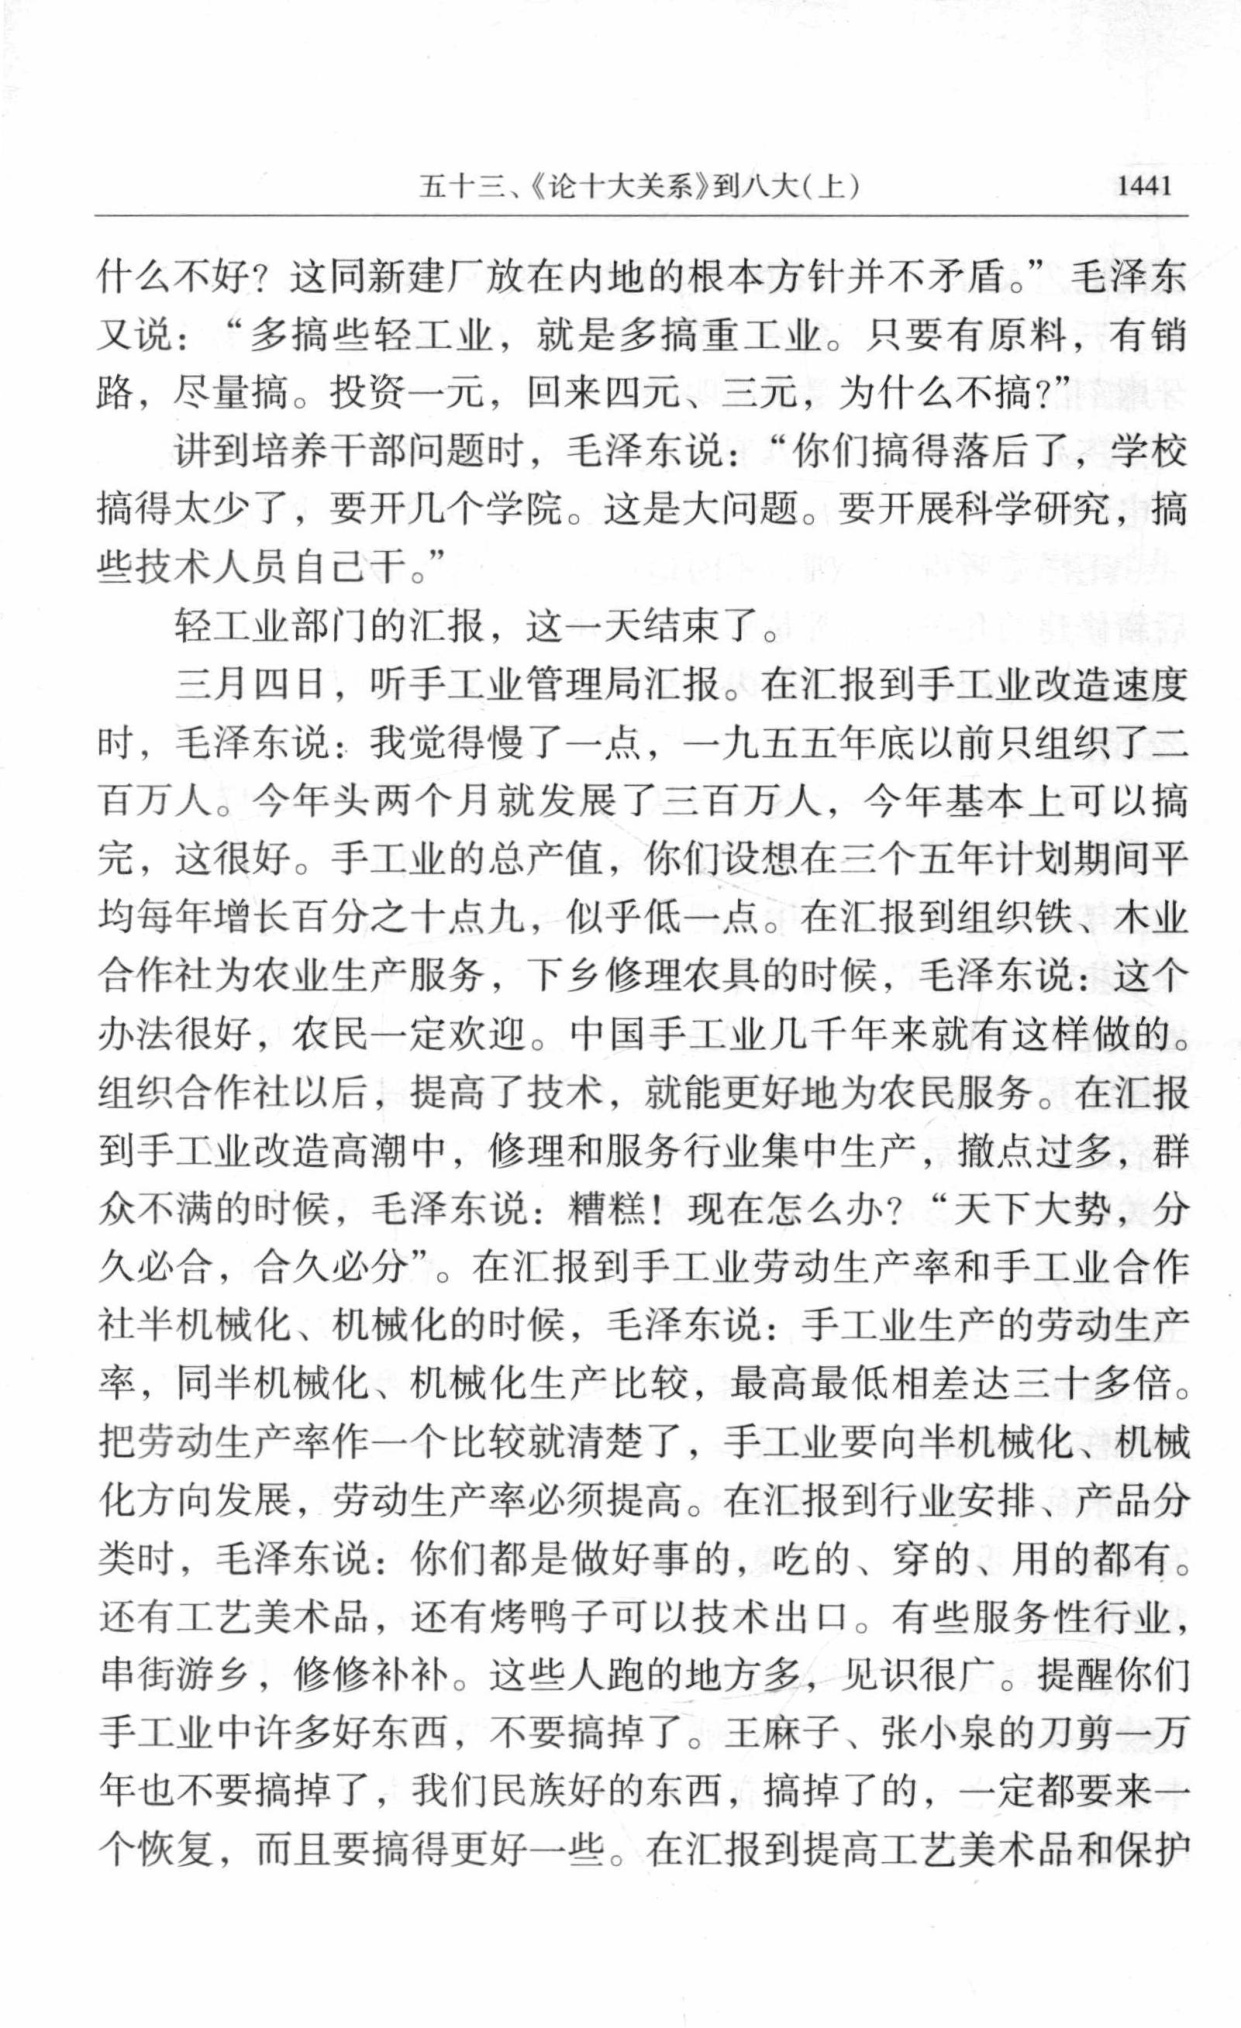 五十三、《论十大关系》到八大(上) 1441
什么不好？这同新建厂放在内地的根本方针并不矛盾。”毛泽东
又说：“多搞些轻工业，就是多搞重工业。只要有原料，有销
路，尽量搞。投资一元，回来四元、三元，为什么不搞？”
讲到培养干部问题时，毛泽东说：“你们搞得落后了，学校
搞得太少了，要开几个学院。这是大问题。要开展科学研究，搞
些技术人员自己干。”
轻工业部门的汇报，这一天结束了。
三月四日，听手工业管理局汇报。在汇报到手工业改造速度
时，毛泽东说：我觉得慢了一点，一九五五年底以前只组织了二
百万人。今年头两个月就发展了三百万人，今年基本上可以搞
完，这很好。手工业的总产值，你们设想在三个五年计划期间平
均每年增长百分之十点九，似乎低一点。在汇报到组织铁、木业
合作社为农业生产服务，下乡修理农具的时候，毛泽东说：这个
办法很好，农民一定欢迎。中国手工业几千年来就有这样做的。
组织合作社以后，提高了技术，就能更好地为农民服务。在汇报
到手工业改造高潮中，修理和服务行业集中生产，撤点过多，群
众不满的时候，毛泽东说：糟糕！现在怎么办？“天下大势，分
久必合，合久必分”。在汇报到手工业劳动生产率和手工业合作
社半机械化、机械化的时候，毛泽东说：手工业生产的劳动生产
率，同半机械化、机械化生产比较，最高最低相差达三十多倍。
把劳动生产率作一个比较就清楚了，手工业要向半机械化、机械
化方向发展，劳动生产率必须提高。在汇报到行业安排、产品分
类时，毛泽东说：你们都是做好事的，吃的、穿的、用的都有。
还有工艺美术品，还有烤鸭子可以技术出口。有些服务性行业，
串街游乡，修修补补。这些人跑的地方多，见识很广。提醒你们
手工业中许多好东西，不要搞掉了。王麻子、张小泉的刀剪一万
年也不要搞掉了，我们民族好的东西，搞掉了的，一定都要来一
个恢复，而且要搞得更好一些。在汇报到提高工艺美术品和保护